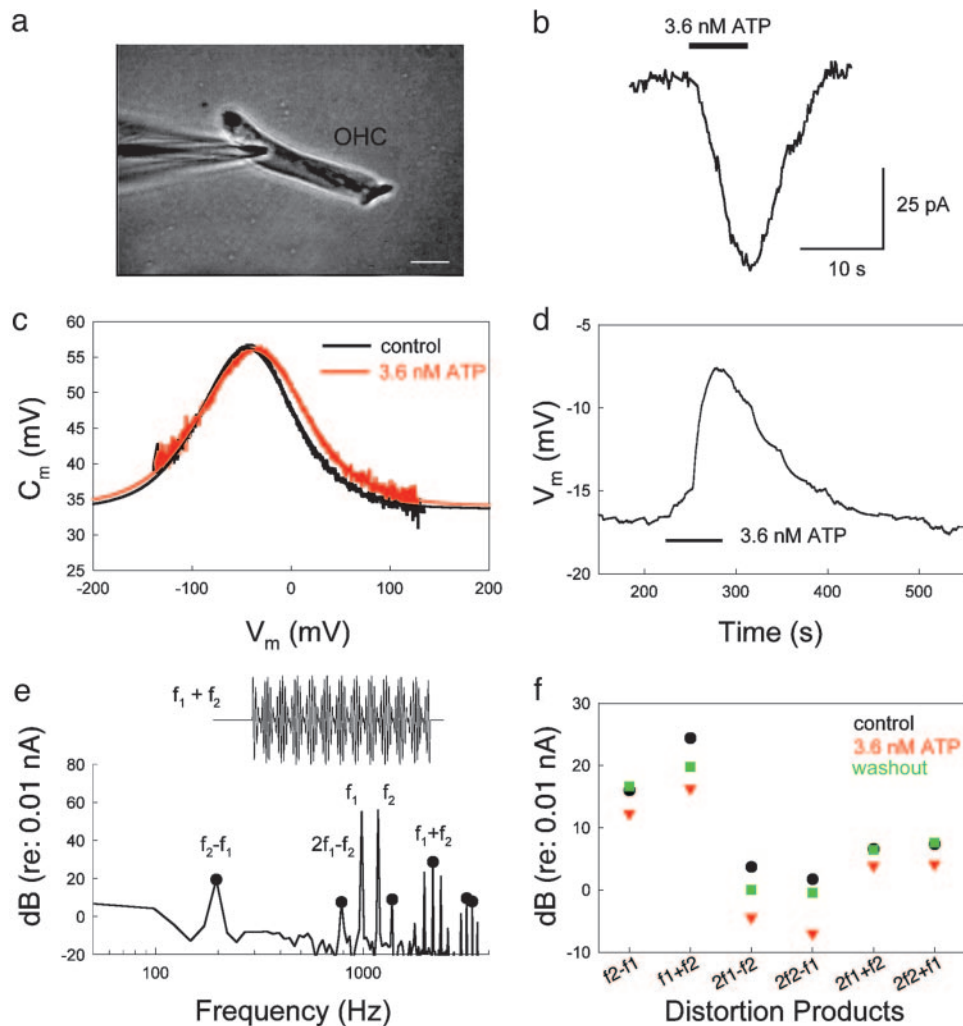 a
OHC
b
3.6 nM ATP
25 pA
10 s
c
60
55
50
45
40
35
30
25
C_m (mV)
control
3.6 nM ATP
-200
-100
0
100
200
V_m (mV)
d
-5
-10
-15
-20
V_m (mV)
3.6 nM ATP
200
300
400
500
Time (s)
e
f₁ + f₂
80
60
40
20
0
-20
dB (re: 0.01 nA)
f₂-f₁
2f₁-f₂
f₁
f₂
f₁+f₂
100
1000
Frequency (Hz)
f
30
20
10
0
-10
dB (re: 0.01 nA)
control
3.6 nM ATP
washout
f2-f1
f1+f2
2f1-f2
2f2-f1
2f1+f2
2f2+f1
Distortion Products